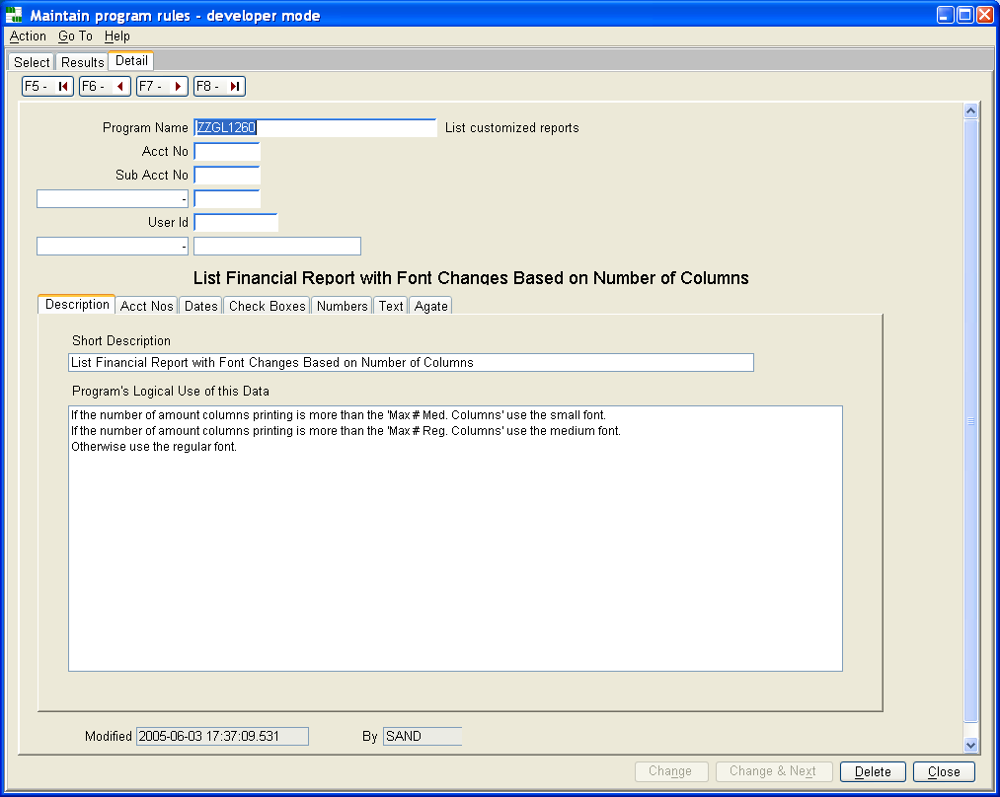 Maintain program rules - developer mode
Action Go To Help
Select Results Detail
F5 - F6 - F7 - F8 -
Program Name ZZGL1260 List customized reports
Acct No
Sub Acct No
-
User Id
-
List Financial Report with Font Changes Based on Number of Columns
Description Acct Nos Dates Check Boxes Numbers Text Agate
Short Description
List Financial Report with Font Changes Based on Number of Columns
Program's Logical Use of this Data
If the number of amount columns printing is more than the 'Max # Med. Columns' use the small font.
If the number of amount columns printing is more than the 'Max # Reg. Columns' use the medium font.
Otherwise use the regular font.
Modified 2005-06-03 17:37:09.531 By SAND
Change Change & Next Delete Close